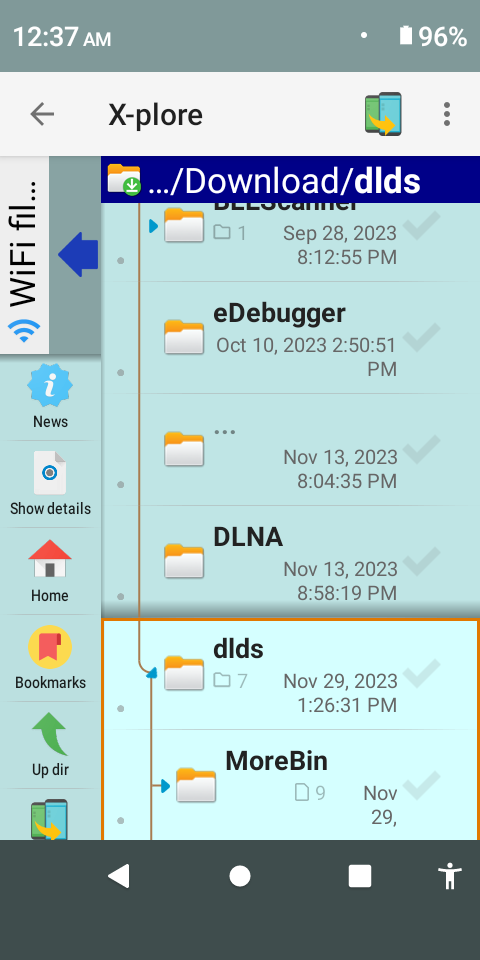 12:37 AM
96%
X-plore
WiFi fil...
.../Download/dlds
BLEScanner
1
Sep 28, 2023
8:12:55 PM
eDebugger
Oct 10, 2023 2:50:51
PM
...
Nov 13, 2023
8:04:35 PM
DLNA
Nov 13, 2023
8:58:19 PM
dlds
7
Nov 29, 2023
1:26:31 PM
MoreBin
9
Nov
29,
News
Show details
Home
Bookmarks
Up dir